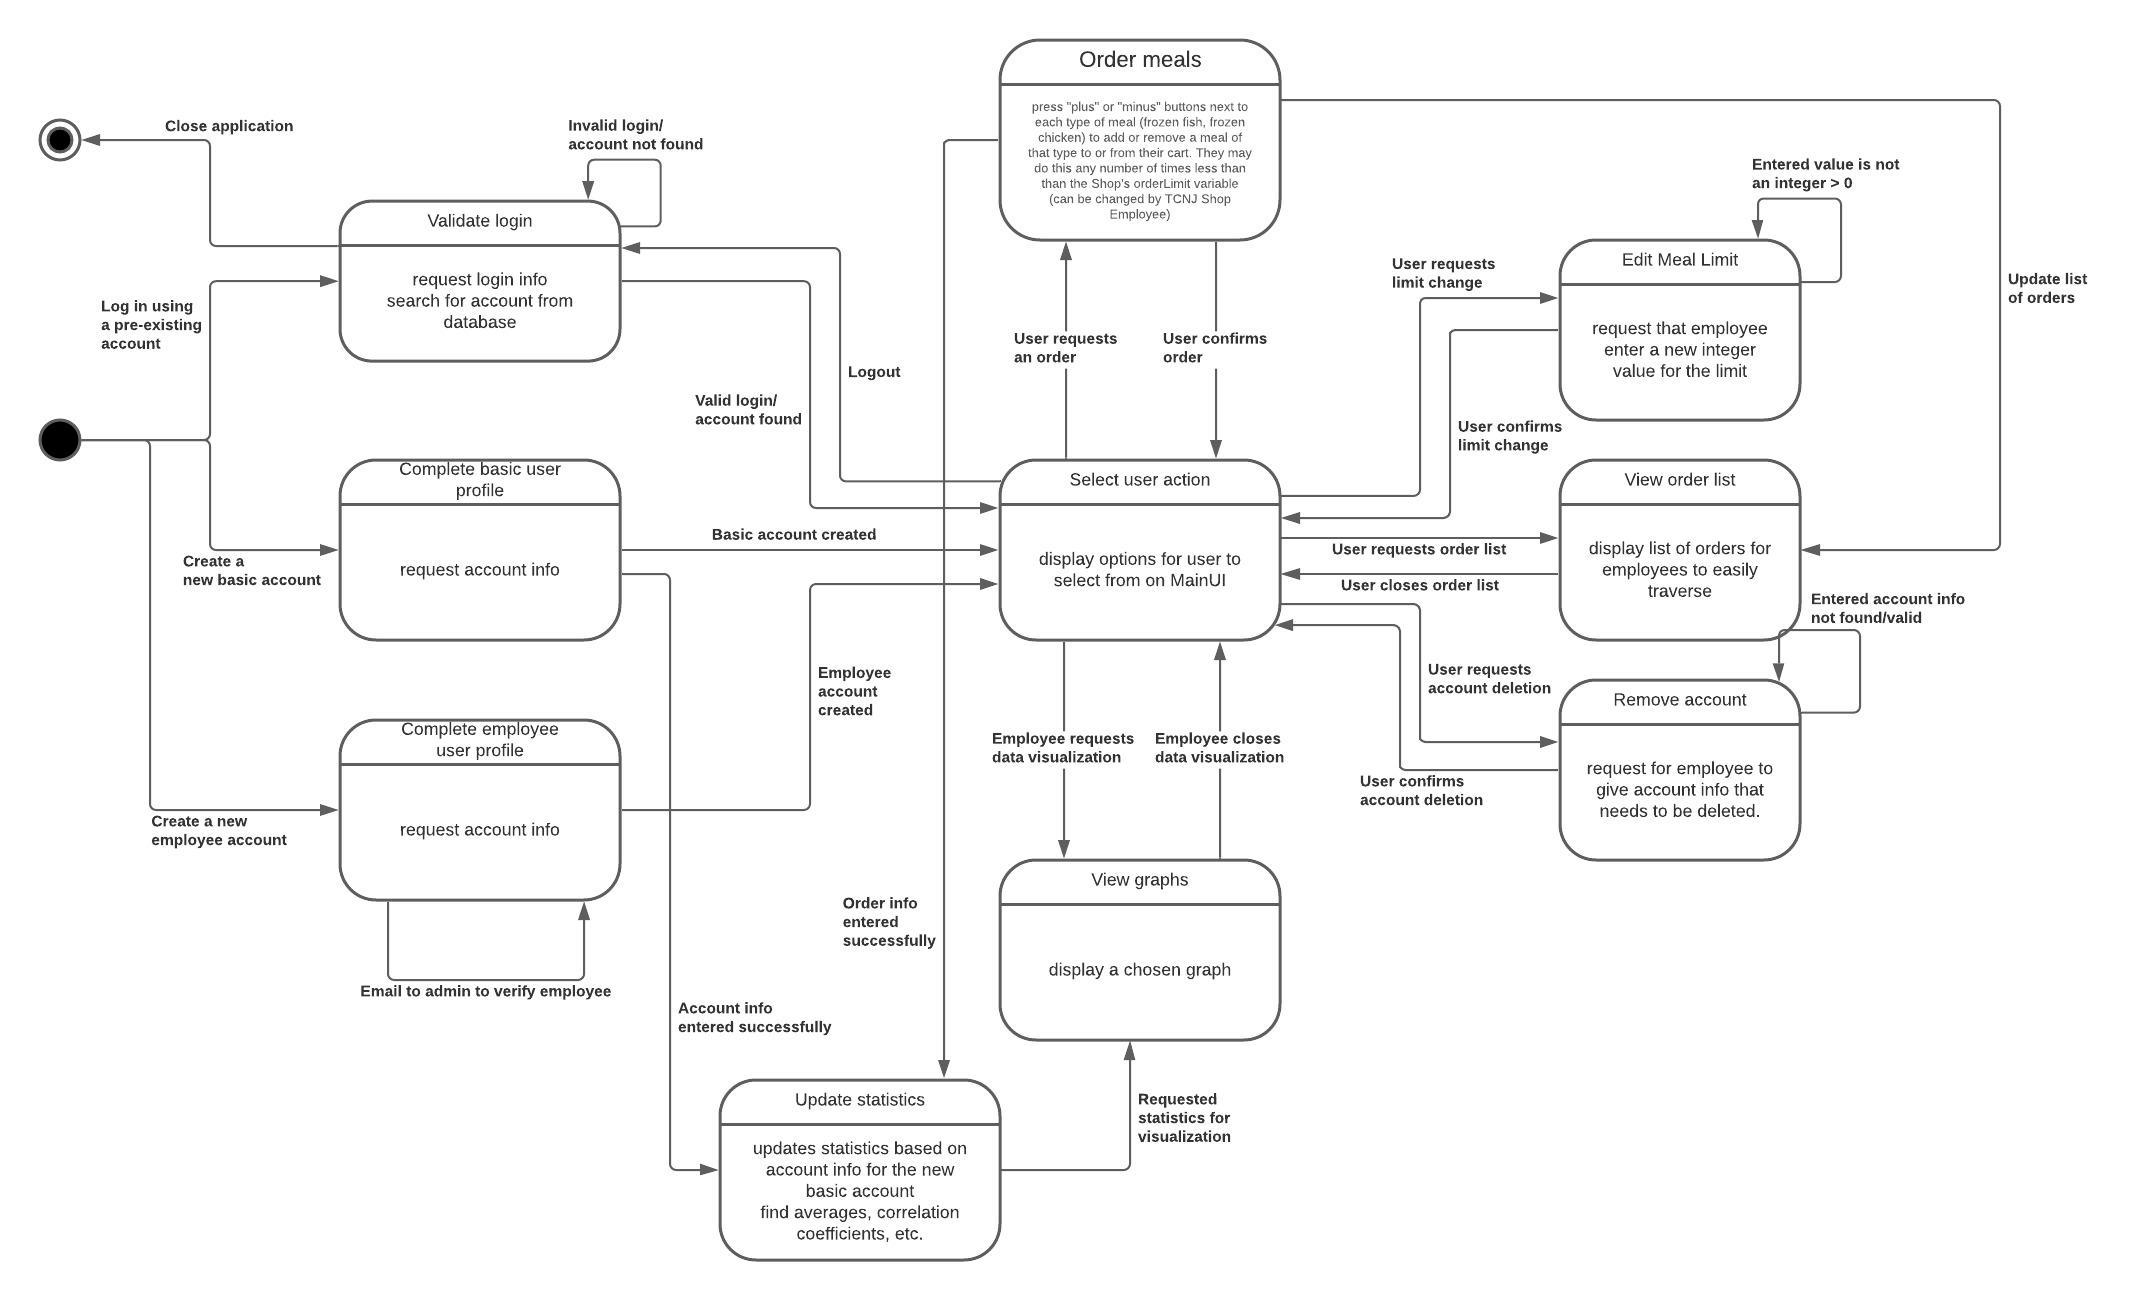 Order meals
press "plus" or "minus" buttons next to
each type of meal (frozen fish, frozen
chicken) to add or remove a meal of
that type to or from their cart. They may
do this any number of times less than
than the Shop's orderLimit variable
(can be changed by TCNJ Shop
Employee)
Close application
Invalid login/
account not found
Validate login
request login info
search for account from
database
Log in using
a pre-existing
account
Entered value is not
an integer > 0
Edit Meal Limit
request that employee
enter a new integer
value for the limit
User requests
limit change
Update list
of orders
User requests
an order
User confirms
order
Logout
Valid login/
account found
User confirms
limit change
Complete basic user
profile
request account info
Create a
new basic account
Basic account created
Select user action
display options for user to
select from on MainUI
User requests order list
User closes order list
View order list
display list of orders for
employees to easily
traverse
Entered account info
not found/valid
User requests
account deletion
Remove account
request for employee to
give account info that
needs to be deleted.
User confirms
account deletion
Employee
account
created
Complete employee
user profile
request account info
Create a new
employee account
Employee requests
data visualization
Employee closes
data visualization
View graphs
display a chosen graph
Order info
entered
successfully
Email to admin to verify employee
Account info
entered successfully
Update statistics
updates statistics based on
account info for the new
basic account
find averages, correlation
coefficients, etc.
Requested
statistics for
visualization